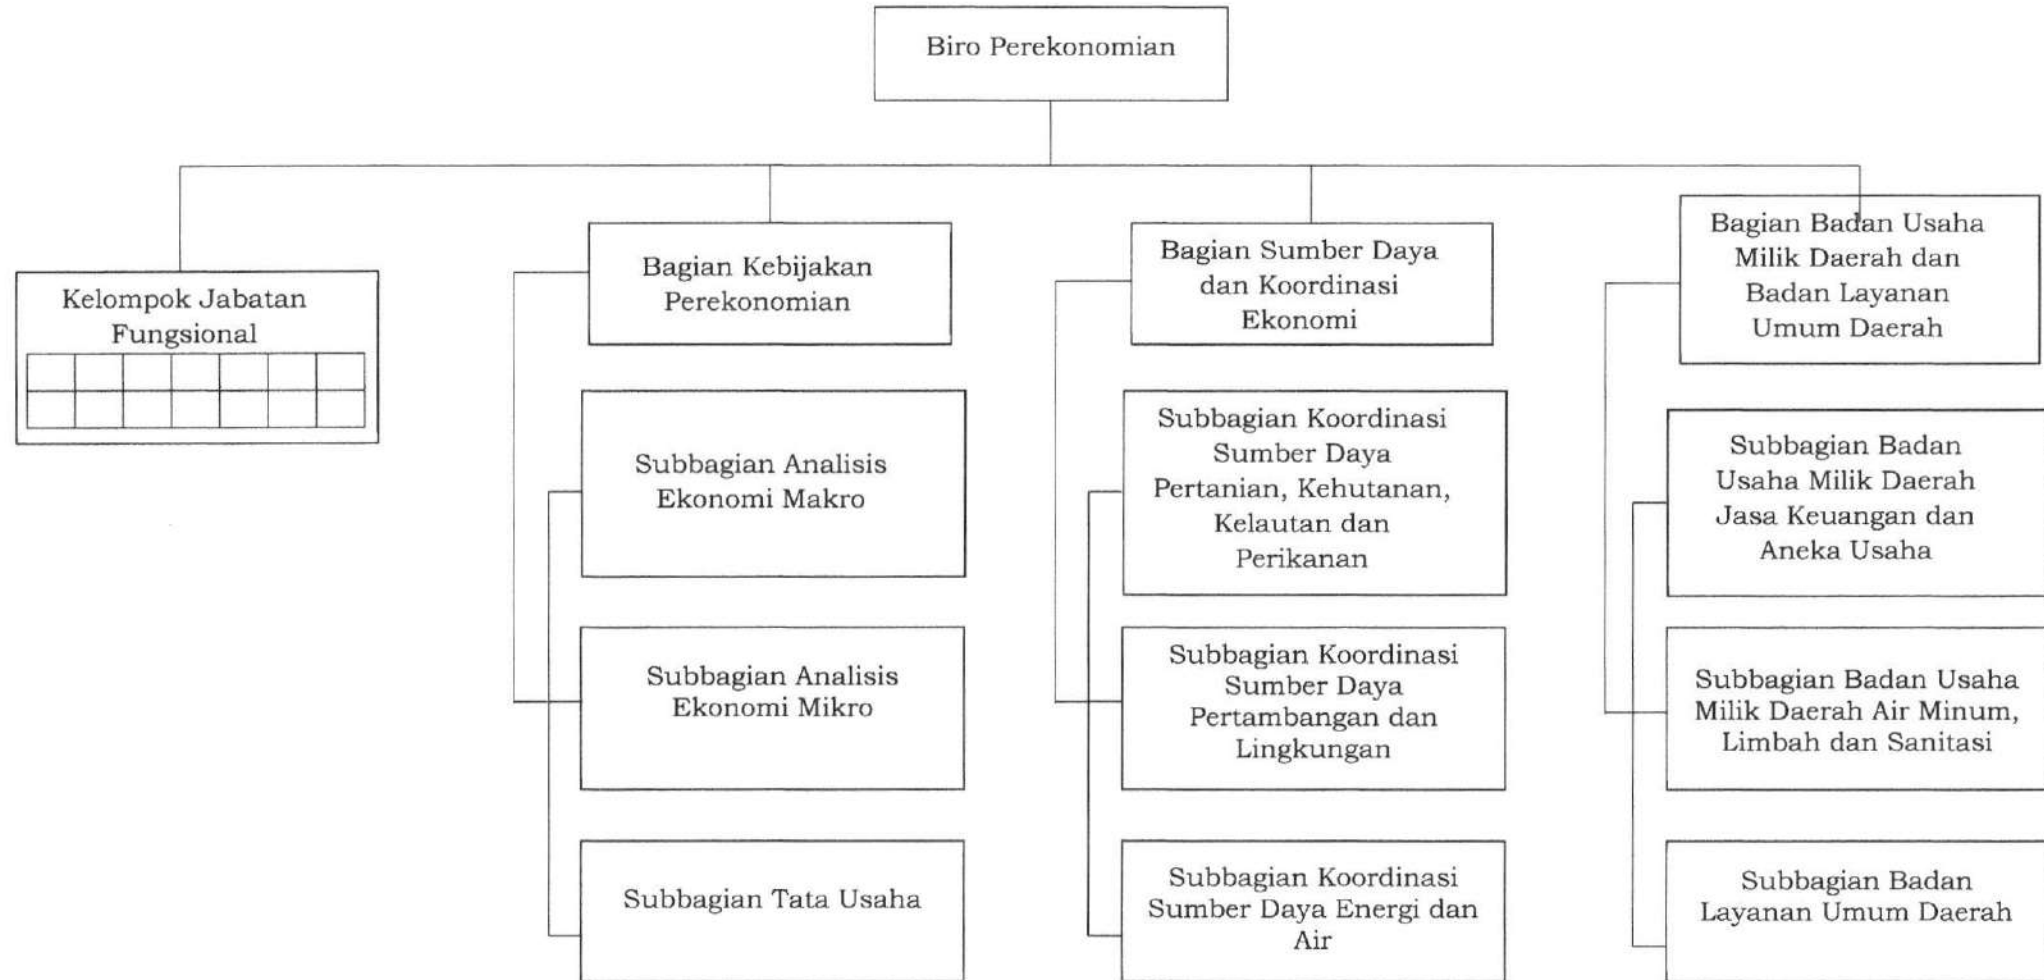 Biro Perekonomian
Kelompok Jabatan
Fungsional
Bagian Kebijakan
Perekonomian
Subbagian Analisis
Ekonomi Makro
Subbagian Analisis
Ekonomi Mikro
Subbagian Tata Usaha
Bagian Sumber Daya
dan Koordinasi
Ekonomi
Subbagian Koordinasi
Sumber Daya
Pertanian, Kehutanan,
Kelautan dan
Perikanan
Subbagian Koordinasi
Sumber Daya
Pertambangan dan
Lingkungan
Subbagian Koordinasi
Sumber Daya Energi dan
Air
Bagian Badan Usaha
Milik Daerah dan
Badan Layanan
Umum Daerah
Subbagian Badan
Usaha Milik Daerah
Jasa Keuangan dan
Aneka Usaha
Subbagian Badan Usaha
Milik Daerah Air Minum,
Limbah dan Sanitasi
Subbagian Badan
Layanan Umum Daerah